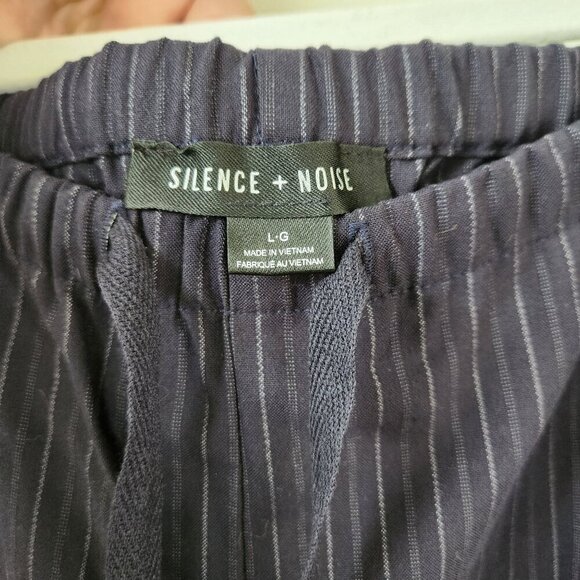 SILENCE + NOISE
L·G
MADE IN VIETNAM
FABRIQUÉ AU VIETNAM